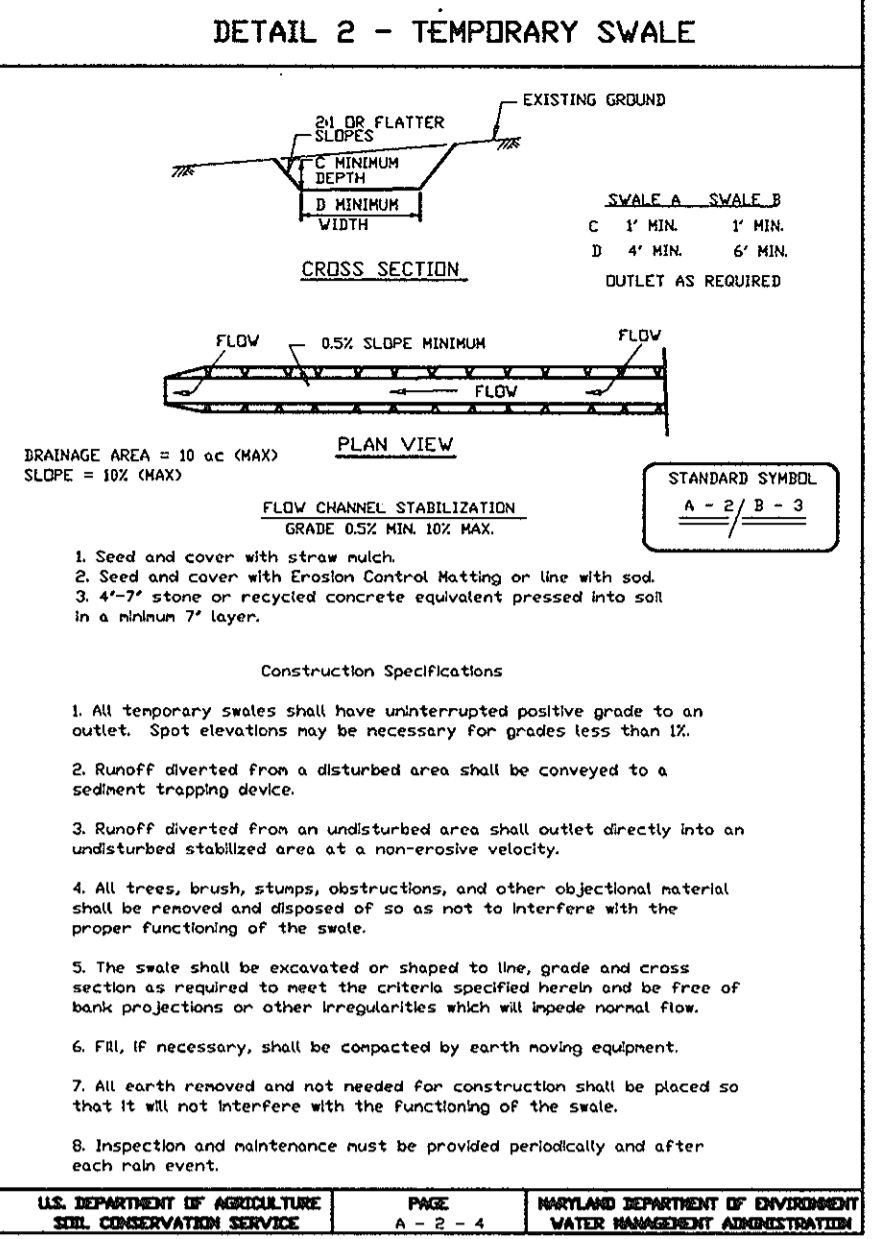 DETAIL 2 - TEMPORARY SWALE
EXISTING GROUND
2:1 OR FLATTER
SLOPES
C MINIMUM
DEPTH
D MINIMUM
WIDTH
CROSS SECTION
SWALE A SWALE B
C 1' MIN. 1' MIN.
D 4' MIN. 6' MIN.
OUTLET AS REQUIRED
FLOW
0.5% SLOPE MINIMUM
FLOW
FLOW
PLAN VIEW
DRAINAGE AREA = 10 ac (MAX)
SLOPE = 10% (MAX)
STANDARD SYMBOL
A - 2/ B - 3
FLOW CHANNEL STABILIZATION
GRADE 0.5% MIN. 10% MAX.
1. Seed and cover with straw mulch.
2. Seed and cover with Erosion Control Matting or line with sod.
3. 4"-7" stone or recycled concrete equivalent pressed into soil
in a minimum 7" layer.
Construction Specifications
1. All temporary swales shall have uninterrupted positive grade to an
outlet. Spot elevations may be necessary for grades less than 1%.
2. Runoff diverted from a disturbed area shall be conveyed to a
sediment trapping device.
3. Runoff diverted from an undisturbed area shall outlet directly into an
undisturbed stabilized area at a non-erosive velocity.
4. All trees, brush, stumps, obstructions, and other objectional material
shall be removed and disposed of so as not to interfere with the
proper functioning of the swale.
5. The swale shall be excavated or shaped to line, grade and cross
section as required to meet the criteria specified herein and be free of
bank projections or other irregularities which will impede normal flow.
6. Fill, if necessary, shall be compacted by earth moving equipment.
7. All earth removed and not needed for construction shall be placed so
that it will not interfere with the functioning of the swale.
8. Inspection and maintenance must be provided periodically and after
each rain event.
U.S. DEPARTMENT OF AGRICULTURE
SOIL CONSERVATION SERVICE
PAGE
A - 2 - 4
MARYLAND DEPARTMENT OF ENVIRONMENT
WATER MANAGEMENT ADMINISTRATION